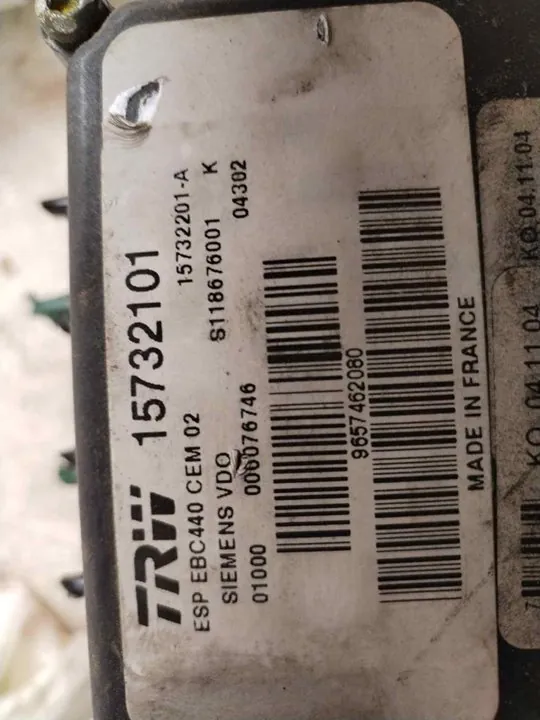 TRW 15732101
ESP EBC440 CEM 02 15732201-A
SIEMENS VDO S118676001 K
01000 000076746 04302
9657462080
MADE IN FRANCE
KO 04.11.04 KO 04.11.04